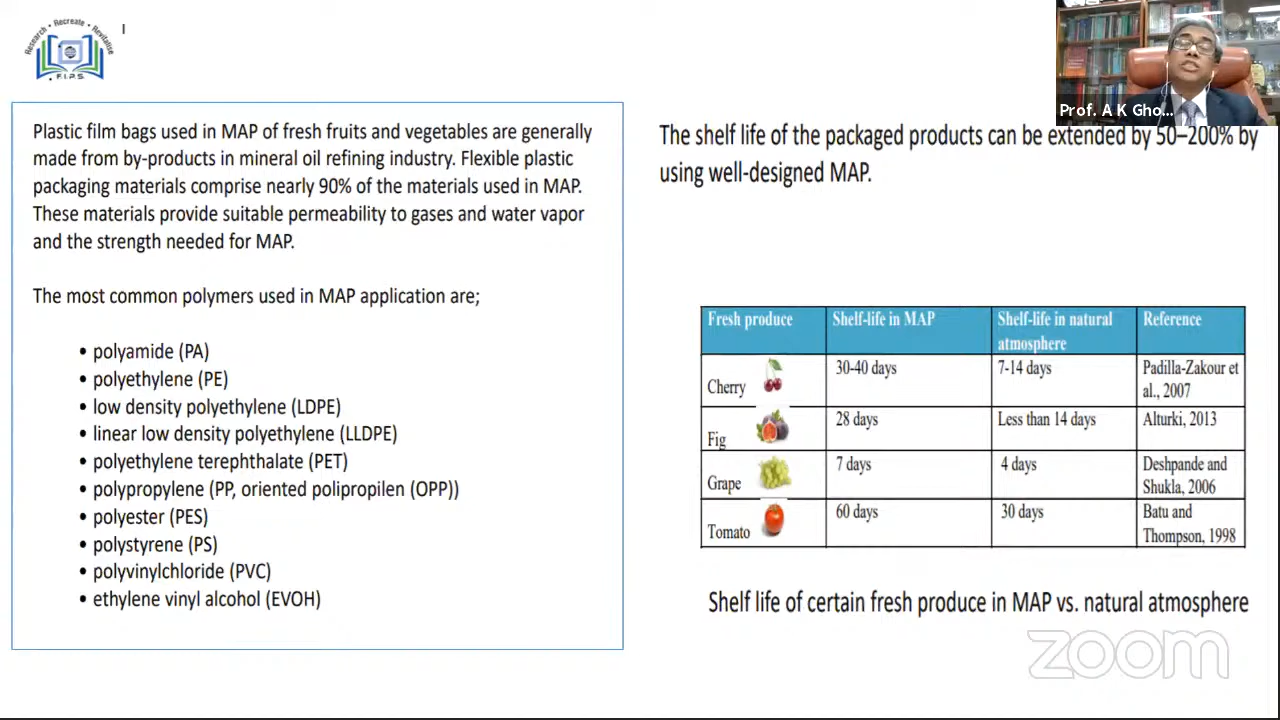 Research • Recreate • Revitalise
F.I.P.S.
Prof. A K Gho...
Plastic film bags used in MAP of fresh fruits and vegetables are generally
made from by-products in mineral oil refining industry. Flexible plastic
packaging materials comprise nearly 90% of the materials used in MAP.
These materials provide suitable permeability to gases and water vapor
and the strength needed for MAP.
The most common polymers used in MAP application are;
• polyamide (PA)
• polyethylene (PE)
• low density polyethylene (LDPE)
• linear low density polyethylene (LLDPE)
• polyethylene terephthalate (PET)
• polypropylene (PP, oriented polipropilen (OPP))
• polyester (PES)
• polystyrene (PS)
• polyvinylchloride (PVC)
• ethylene vinyl alcohol (EVOH)
The shelf life of the packaged products can be extended by 50–200% by
using well-designed MAP.
Fresh produce Shelf-life in MAP Shelf-life in natural atmosphere Reference
Cherry 30-40 days 7-14 days Padilla-Zakour et al., 2007
Fig 28 days Less than 14 days Alturki, 2013
Grape 7 days 4 days Deshpande and Shukla, 2006
Tomato 60 days 30 days Batu and Thompson, 1998
Shelf life of certain fresh produce in MAP vs. natural atmosphere
zoom